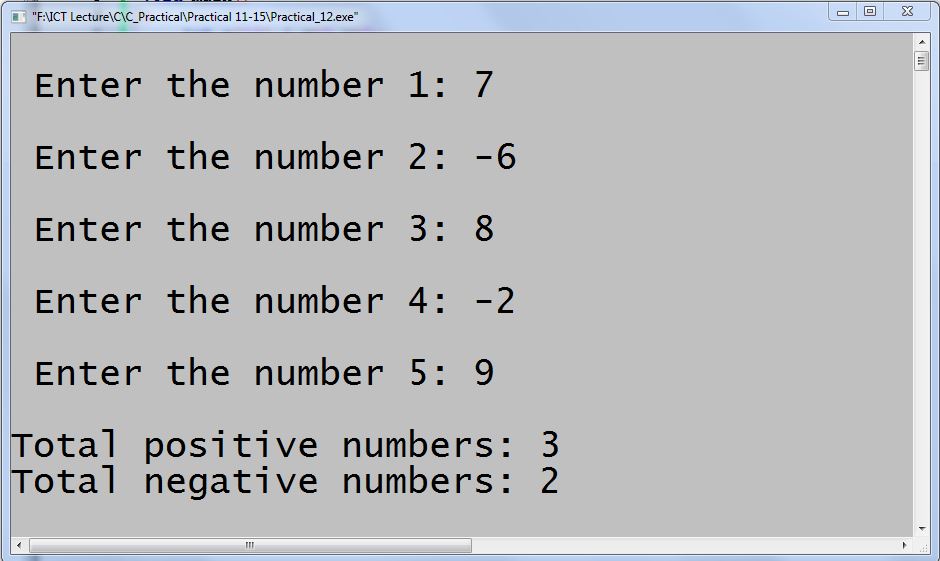 "F:\ICT Lecture\C\C_Practical\Practical 11-15\Practical_12.exe"
Enter the number 1: 7
Enter the number 2: -6
Enter the number 3: 8
Enter the number 4: -2
Enter the number 5: 9
Total positive numbers: 3
Total negative numbers: 2